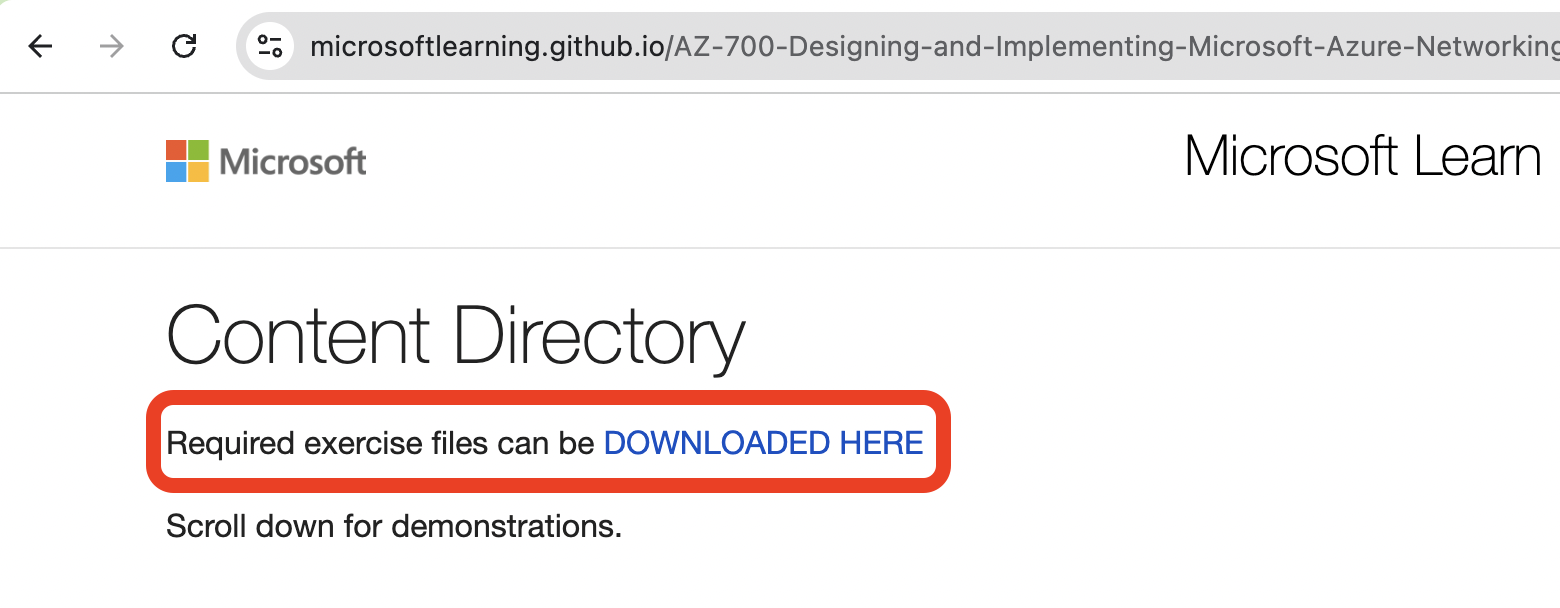 microsoftlearning.github.io/AZ-700-Designing-and-Implementing-Microsoft-Azure-Networking
Microsoft
Microsoft Learn
Content Directory
Required exercise files can be DOWNLOADED HERE
Scroll down for demonstrations.